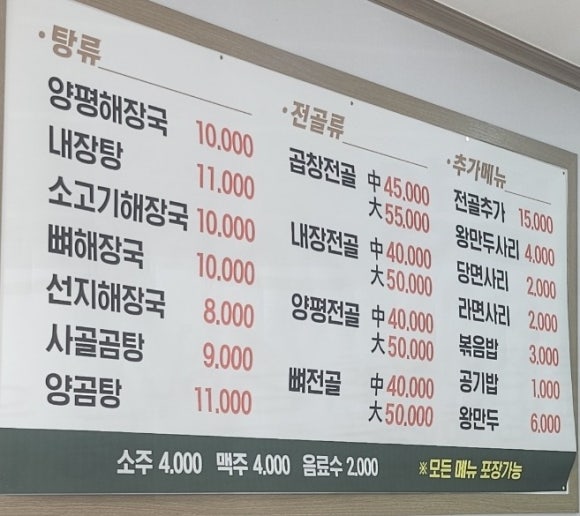 ·탕류
양평해장국 10.000
내장탕 11.000
소고기해장국 10.000
뼈해장국 10.000
선지해장국 8.000
사골곰탕 9.000
양곰탕 11.000
·전골류
곱창전골 中 45.000
大 55.000
내장전골 中 40.000
大 50.000
양평전골 中 40.000
大 50.000
뼈전골 中 40.000
大 50.000
·추가메뉴
전골추가 15.000
왕만두사리 4.000
당면사리 2,000
라면사리 2,000
볶음밥 3,000
공기밥 1,000
왕만두 6,000
소주 4.000 맥주 4.000 음료수 2.000 ※모든 메뉴 포장가능